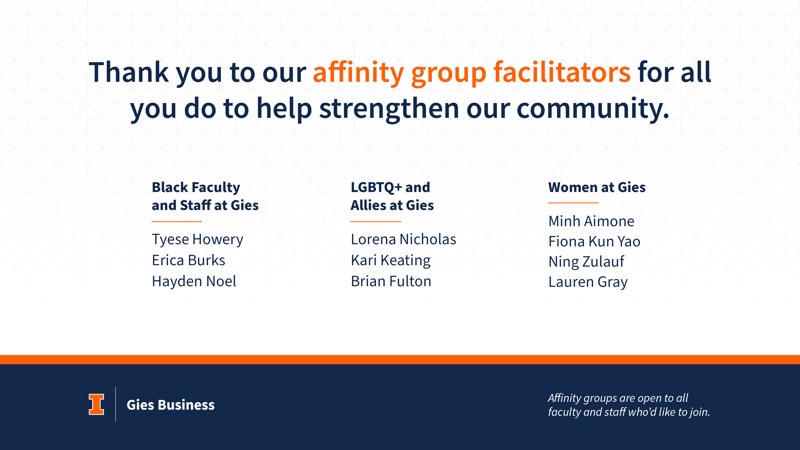 Thank you to our affinity group facilitators for all
you do to help strengthen our community.
Black Faculty
and Staff at Gies
Tyese Howery
Erica Burks
Hayden Noel
LGBTQ+ and
Allies at Gies
Lorena Nicholas
Kari Keating
Brian Fulton
Women at Gies
Minh Aimone
Fiona Kun Yao
Ning Zulauf
Lauren Gray
I
Gies Business
Affinity groups are open to all
faculty and staff who'd like to join.